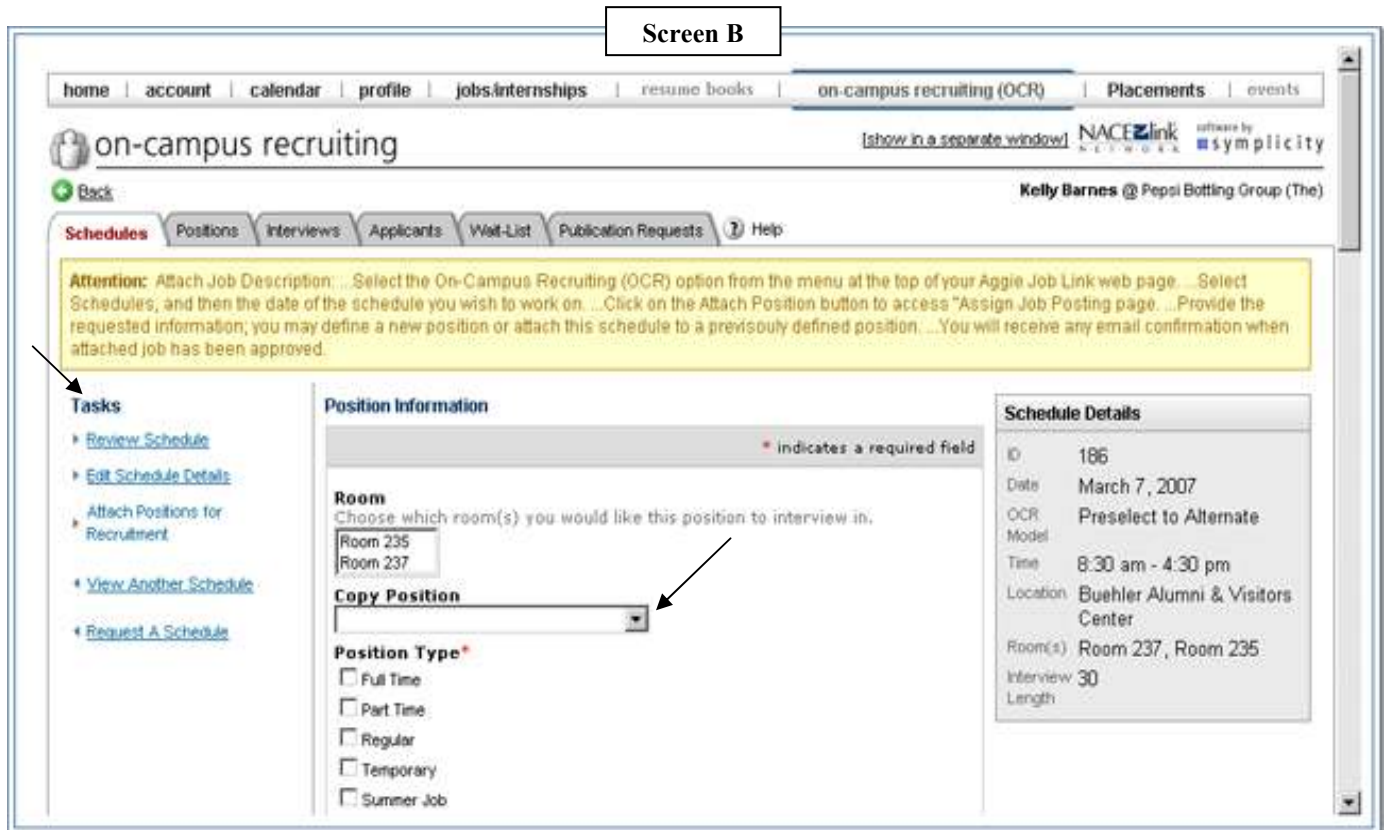 Screen B
home | account | calendar | profile | jobs/internships | resume books | on-campus recruiting (OCR) | Placements | events
on-campus recruiting
[show in a separate window] NACElink NETWORK software by symplicity
Back
Kelly Barnes @ Pepsi Bottling Group (The)
Schedules Positions Interviews Applicants Wait-List Publication Requests ? Help
Attention: Attach Job Description: ...Select the On-Campus Recruiting (OCR) option from the menu at the top of your Aggie Job Link web page. ...Select
Schedules, and then the date of the schedule you wish to work on. ...Click on the Attach Position button to access "Assign Job Posting page. ...Provide the
requested information; you may define a new position or attach this schedule to a previsouly defined position. ...You will receive any email confirmation when
attached job has been approved.
Tasks
Review Schedule
Edit Schedule Details
Attach Positions for
Recruitment
View Another Schedule
Request A Schedule
Position Information
* indicates a required field
Room
Choose which room(s) you would like this position to interview in.
Room 235
Room 237
Copy Position
Position Type*
Full Time
Part Time
Regular
Temporary
Summer Job
Schedule Details
ID 186
Date March 7, 2007
OCR Preselect to Alternate
Model
Time 8:30 am - 4:30 pm
Location Buehler Alumni & Visitors
Center
Room(s) Room 237, Room 235
Interview 30
Length